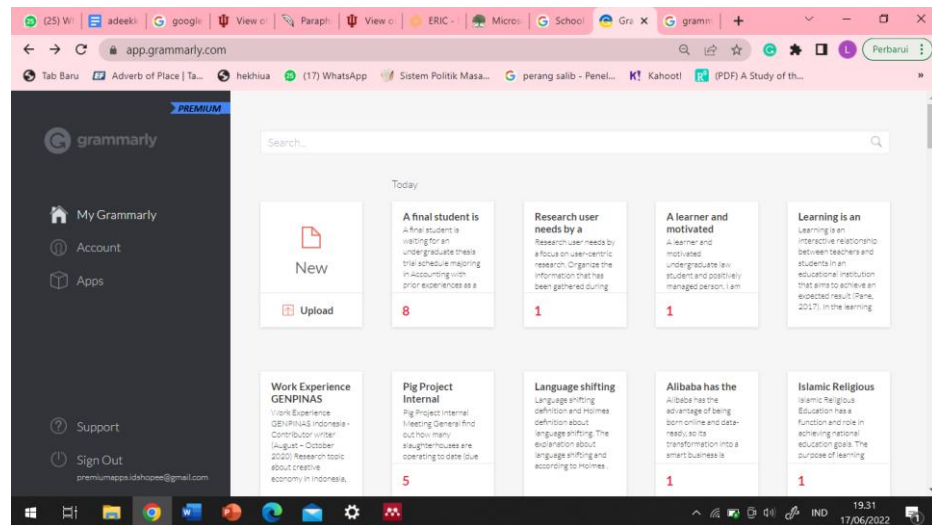 (25) Wh
adeekk
google
View of
Paraph
View o
ERIC -
Micros
School
Gra
gramm
app.grammarly.com
Perbarui
Tab Baru
Adverb of Place | Ta...
hekhiua
(17) WhatsApp
Sistem Politik Masa...
perang salib - Penel...
Kahoot!
(PDF) A Study of th...
PREMIUM
grammarly
My Grammarly
Account
Apps
Support
Sign Out
premiumapps.idshopee@gmail.com
Search...
Today
New
Upload
A final student is
A final student is
waiting for an
undergraduate thesis
trial schedule majoring
in Accounting with
prior experiences as a
8
Research user
needs by a
Research user needs by
a focus on user-centric
research. Organize the
information that has
been gathered during
1
A learner and
motivated
A learner and
motivated
undergraduate law
student and positively
managed person. I am
1
Learning is an
Learning is an
interactive relationship
between teachers and
students in an
educational institution
that aims to achieve an
expected result (Pane,
2017). In the learning
Work Experience
GENPINAS
Work Experience
GENPINAS Indonesia -
Contributor writer
(August – October
2020) Research topic
about creative
economy in Indonesia,
Pig Project
Internal
Pig Project Internal
Meeting General find
out how many
slaughterhouses are
operating to date (due
5
Language shifting
Language shifting
definition and Holmes
definition about
language shifting. The
explanation about
language shifting and
according to Holmes .
Alibaba has the
Alibaba has the
advantage of being
born online and data-
ready, so its
transformation into a
smart business is
1
Islamic Religious
Islamic Religious
Education has a
function and role in
achieving national
education goals. The
purpose of learning
1
IND
19.31
17/06/2022